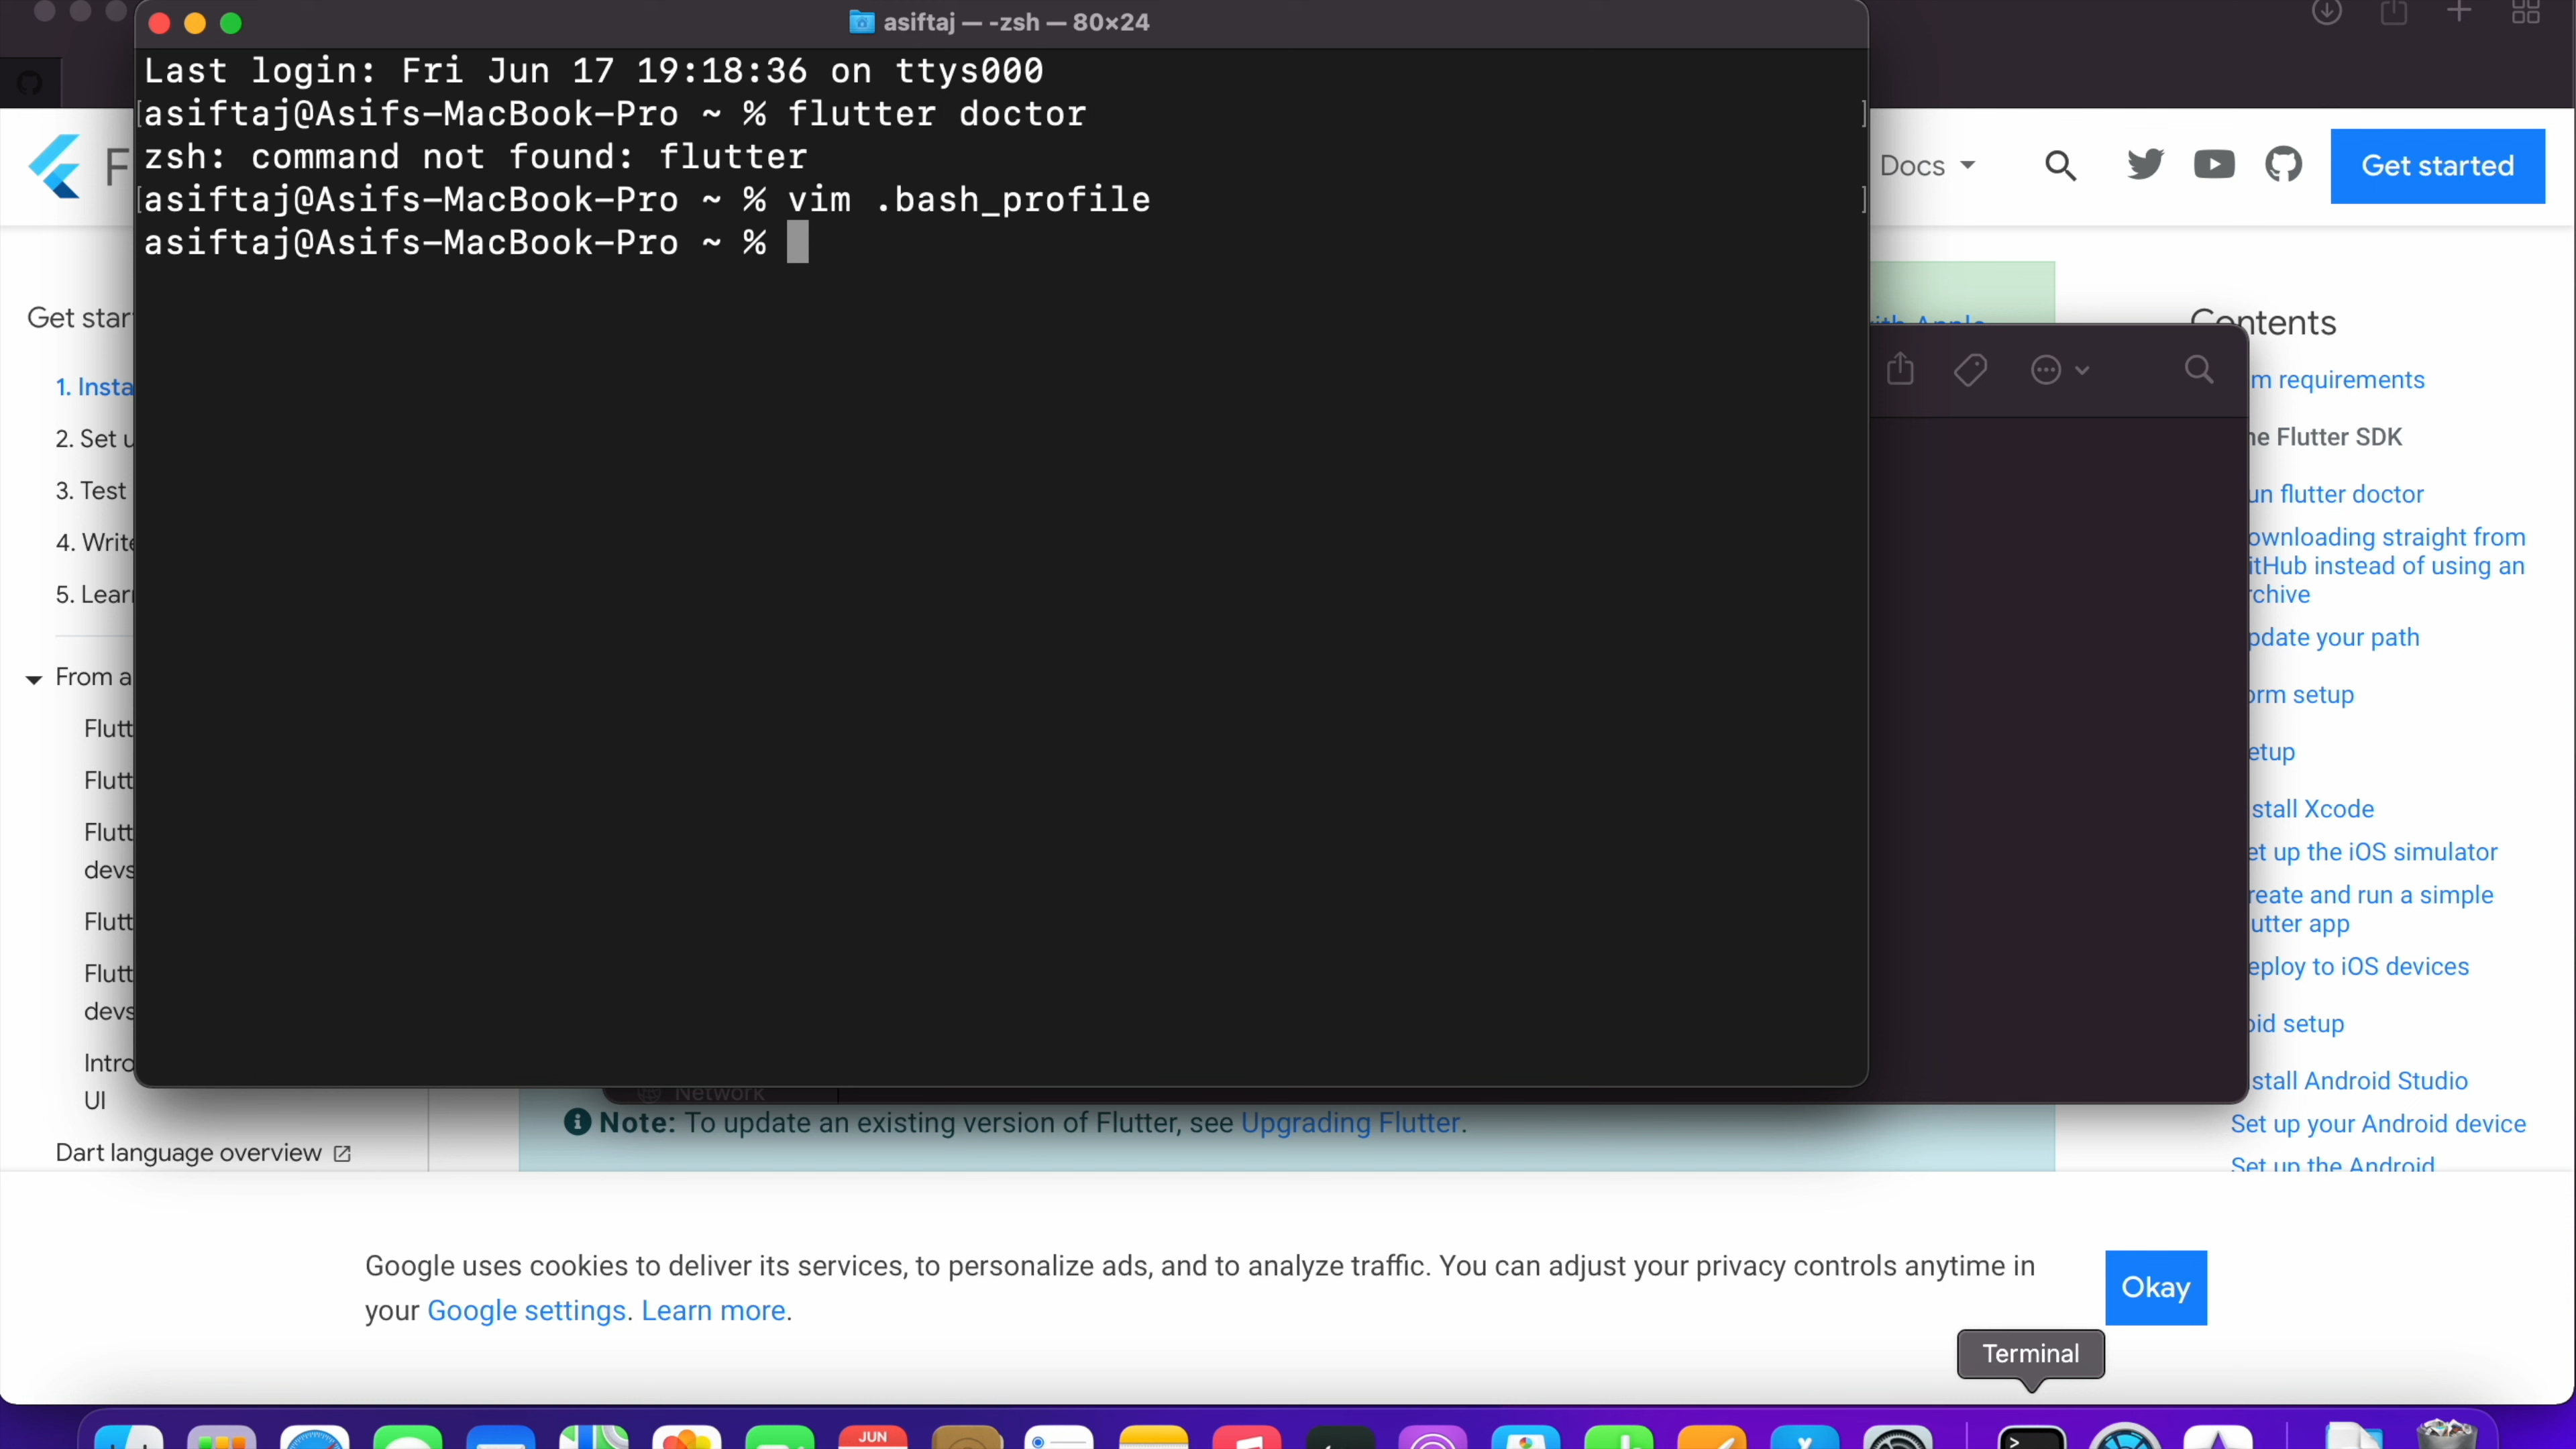 asiftaj — -zsh — 80×24
Last login: Fri Jun 17 19:18:36 on ttys000
[asiftaj@Asifs-MacBook-Pro ~ % flutter doctor ]
zsh: command not found: flutter
[asiftaj@Asifs-MacBook-Pro ~ % vim .bash_profile ]
asiftaj@Asifs-MacBook-Pro ~ %
F
Docs
Get started
Get star
1. Insta
2. Set u
3. Test
4. Write
5. Lear
From a
Flutt
Flutt
Flutt
devs
Flutt
Flutt
devs
Intro
UI
Dart language overview
with Apple
Contents
m requirements
he Flutter SDK
un flutter doctor
ownloading straight from
itHub instead of using an
rchive
pdate your path
orm setup
etup
stall Xcode
et up the iOS simulator
reate and run a simple
utter app
eploy to iOS devices
oid setup
stall Android Studio
Set up your Android device
Set up the Android
Network
Note: To update an existing version of Flutter, see Upgrading Flutter.
Google uses cookies to deliver its services, to personalize ads, and to analyze traffic. You can adjust your privacy controls anytime in
your Google settings. Learn more.
Okay
Terminal
JUN